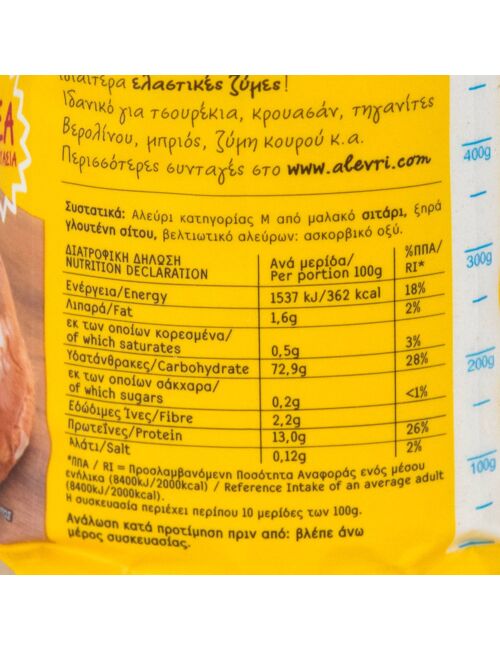 ιδιαίτερα ελαστικές ζύμες!
Ιδανικό για τσουρέκια, κρουασάν, τηγανίτες
Βερολίνου, μπριός, ζύμη κουρού κ.α.
Περισσότερες συνταγές στο www.alevri.com
Συστατικά: Αλεύρι κατηγορίας Μ από μαλακό σιτάρι, ξηρά
γλουτένη σίτου, βελτιωτικό αλεύρων: ασκορβικό οξύ.
ΔΙΑΤΡΟΦΙΚΗ ΔΗΛΩΣΗ Ανά μερίδα/ %ΠΠΑ/
NUTRITION DECLARATION Per portion 100g RI*
Ενέργεια/Energy 1537 kJ/362 kcal 18%
Λιπαρά/Fat 1,6g 2%
εκ των οποίων κορεσμένα/
of which saturates 0,5g 3%
Υδατάνθρακες/Carbohydrate 72,9g 28%
εκ των οποίων σάκχαρα/
of which sugars 0,2g <1%
Εδώδιμες Ίνες/Fibre 2,2g
Πρωτεΐνες/Protein 13,0g 26%
Αλάτι/Salt 0,12g 2%
*ΠΠΑ / RI = Προσλαμβανόμενη Ποσότητα Αναφοράς ενός μέσου
ενήλικα (8400kJ/2000kcal) / Reference Intake of an average adult
(8400kJ/2000kcal).
Η συσκευασία περιέχει περίπου 10 μερίδες των 100g.
Ανάλωση κατά προτίμηση πριν από: βλέπε άνω
μέρος συσκευασίας.
400g
300g
200g
100g